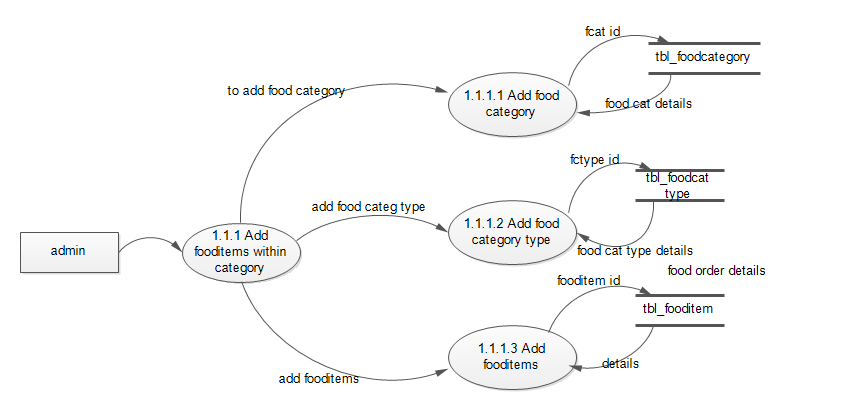 fcat id
tbl_foodcategory
to add food category
1.1.1.1 Add food
category
food cat details
fctype id
tbl_foodcat
type
add food categ type
1.1.1.2 Add food
category type
1.1.1 Add
fooditems within
category
admin
food cat type details
food order details
fooditem id
tbl_fooditem
1.1.1.3 Add
fooditems
details
add fooditems